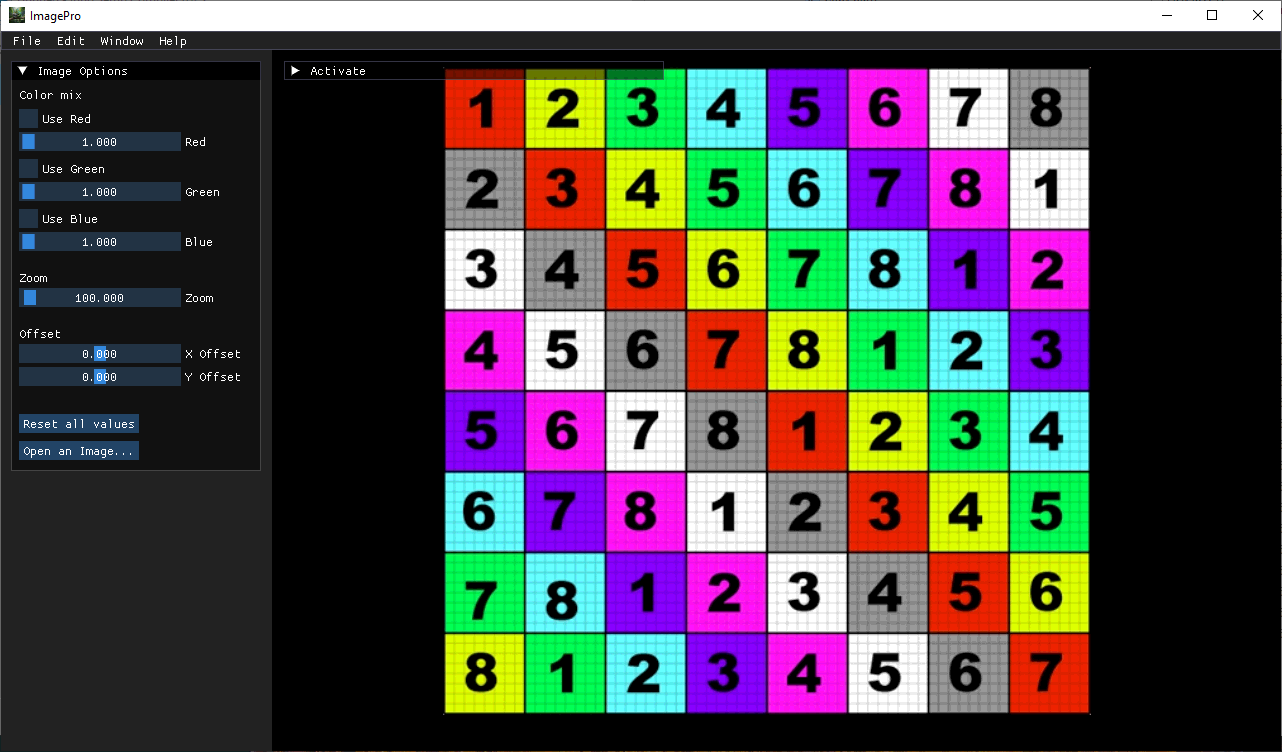 ImagePro
File Edit Window Help
Image Options
Color mix
Use Red
1.000 Red
Use Green
1.000 Green
Use Blue
1.000 Blue
Zoom
100.000 Zoom
Offset
0.000 X Offset
0.000 Y Offset
Reset all values
Open an Image...
Activate
1 2 3 4 5 6 7 8
2 3 4 5 6 7 8 1
3 4 5 6 7 8 1 2
4 5 6 7 8 1 2 3
5 6 7 8 1 2 3 4
6 7 8 1 2 3 4 5
7 8 1 2 3 4 5 6
8 1 2 3 4 5 6 7